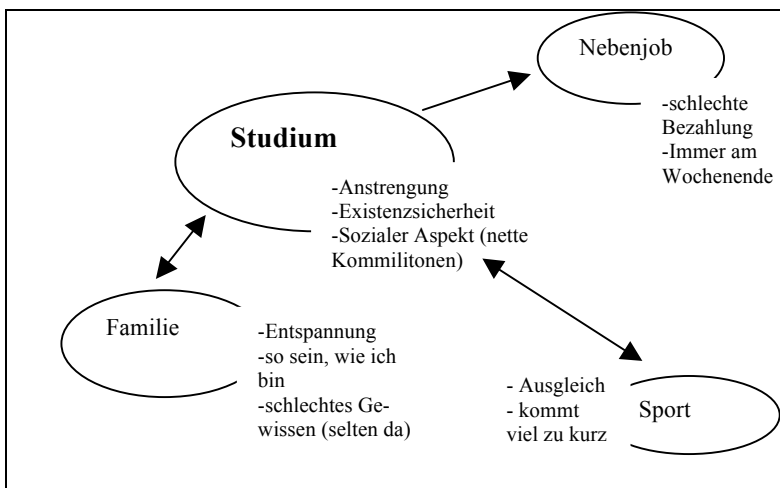 Nebenjob
-schlechte
Bezahlung
-Immer am
Wochenende
Studium
-Anstrengung
-Existenzsicherheit
-Sozialer Aspekt (nette
Kommilitonen)
Familie
-Entspannung
-so sein, wie ich
bin
-schlechtes Ge-
wissen (selten da)
- Ausgleich
- kommt
viel zu kurz
Sport